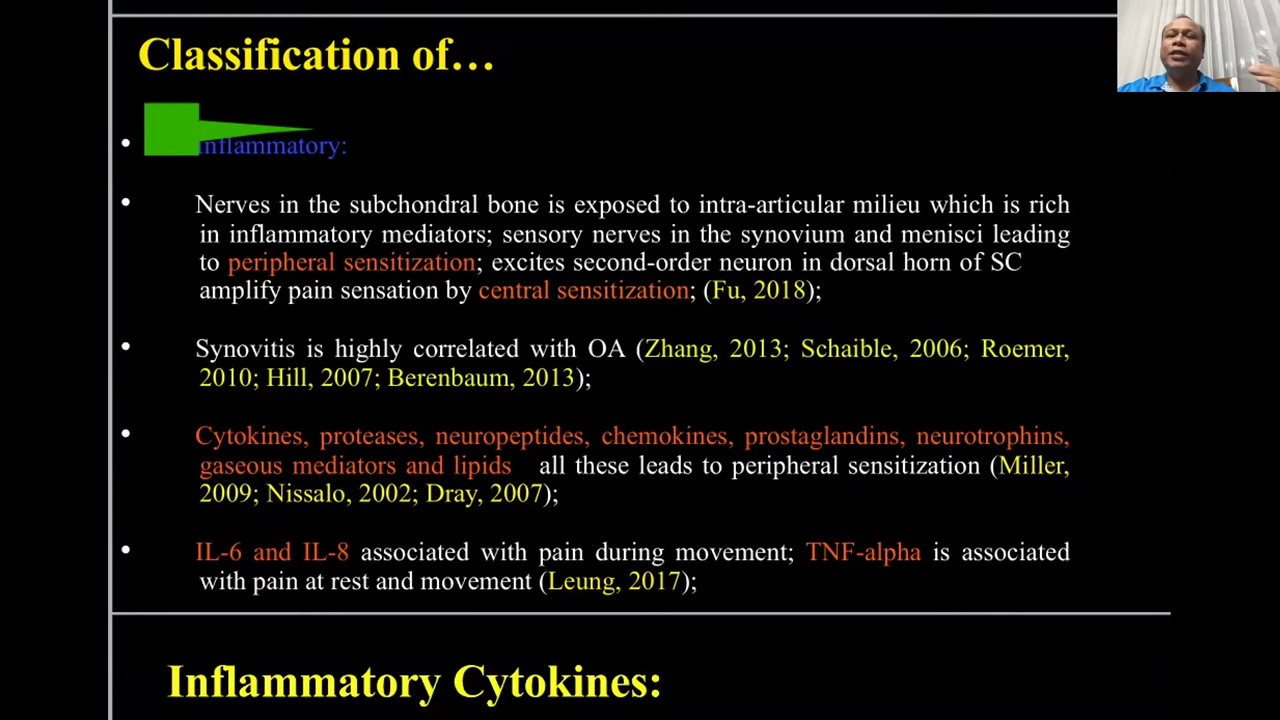 Classification of…
• Inflammatory:
• Nerves in the subchondral bone is exposed to intra-articular milieu which is rich
in inflammatory mediators; sensory nerves in the synovium and menisci leading
to peripheral sensitization; excites second-order neuron in dorsal horn of SC
amplify pain sensation by central sensitization; (Fu, 2018);
• Synovitis is highly correlated with OA (Zhang, 2013; Schaible, 2006; Roemer,
2010; Hill, 2007; Berenbaum, 2013);
• Cytokines, proteases, neuropeptides, chemokines, prostaglandins, neurotrophins,
gaseous mediators and lipids all these leads to peripheral sensitization (Miller,
2009; Nissalo, 2002; Dray, 2007);
• IL-6 and IL-8 associated with pain during movement; TNF-alpha is associated
with pain at rest and movement (Leung, 2017);
Inflammatory Cytokines: